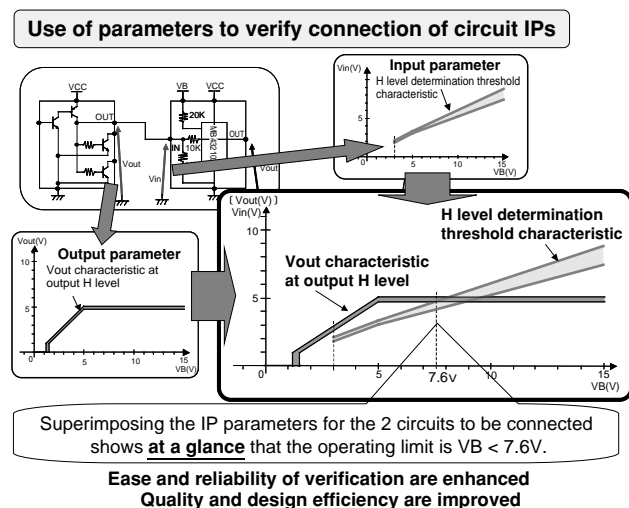 Use of parameters to verify connection of circuit IPs
VCC
OUT
Vout
VB
VCC
20K
IN
10K
OUT
Vin
Vout
Vin(V)
Input parameter
H level determination threshold
characteristic
5
0
5
10
15
VB(V)
Vout(V)
Output parameter
Vout characteristic at
output H level
10
5
0
5
10
15
VB(V)
〔Vout(V)〕
Vin(V)
10
5
0
5
7.6v
10
15
VB(V)
H level determination
threshold characteristic
Vout characteristic
at output H level
Superimposing the IP parameters for the 2 circuits to be connected
shows at a glance that the operating limit is VB < 7.6V.
Ease and reliability of verification are enhanced
Quality and design efficiency are improved